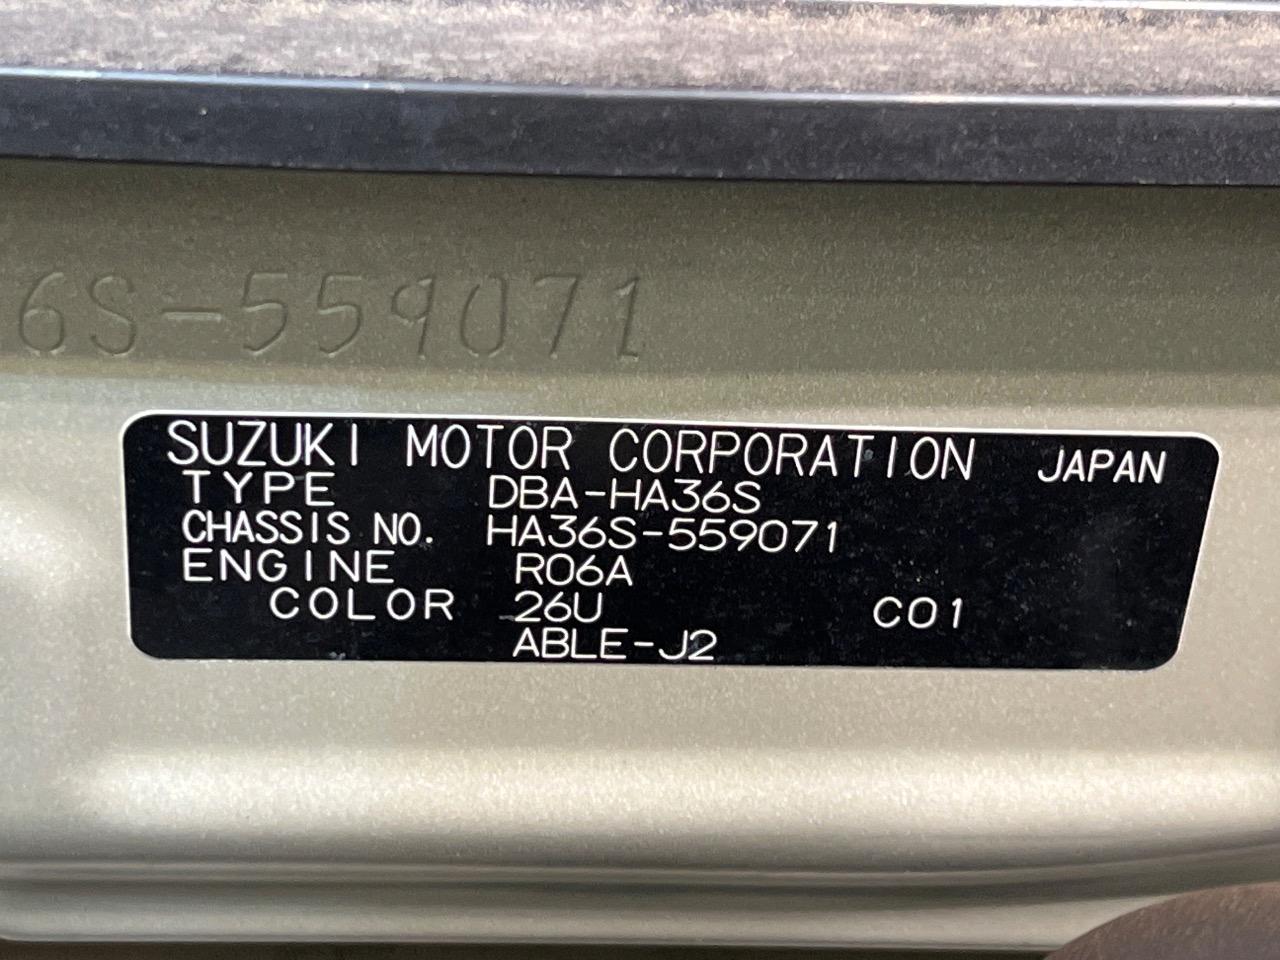 6S-559071
SUZUKI MOTOR CORPORATION JAPAN
TYPE DBA-HA36S
CHASSIS NO. HA36S-559071
ENGINE R06A
COLOR 26U C01
ABLE-J2